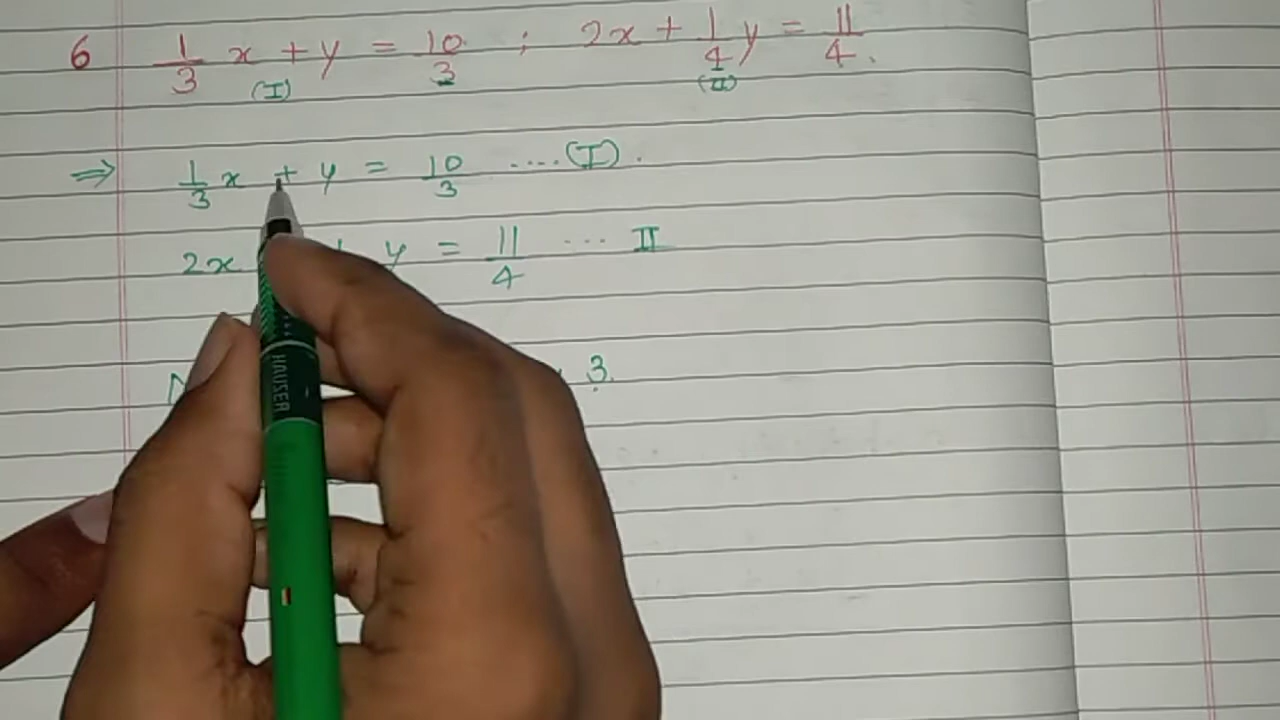 6 1/3 x + y = 10/3 ; 2x + 1/4 y = 11/4.
(I) (II)
⇒ 1/3 x + y = 10/3 ....(I).
2x y = 11/4 ... II
3.
HAUSER